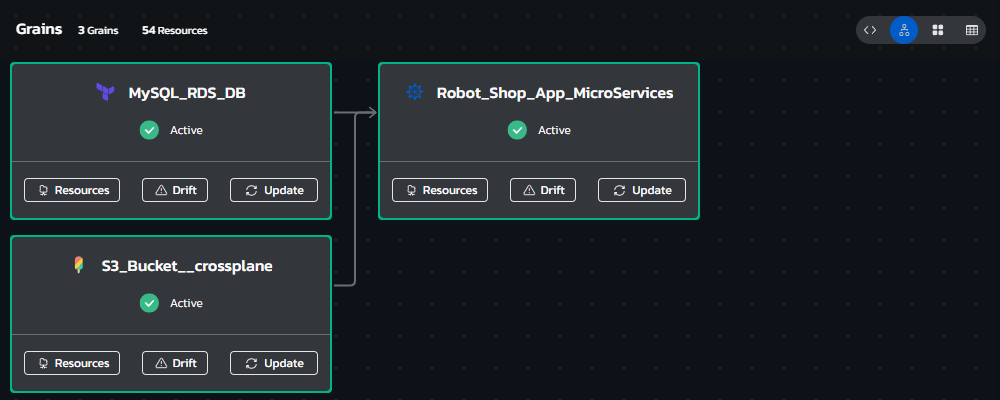 Grains 3 Grains 54 Resources
MySQL_RDS_DB
Active
Resources Drift Update
Robot_Shop_App_MicroServices
Active
Resources Drift Update
S3_Bucket__crossplane
Active
Resources Drift Update